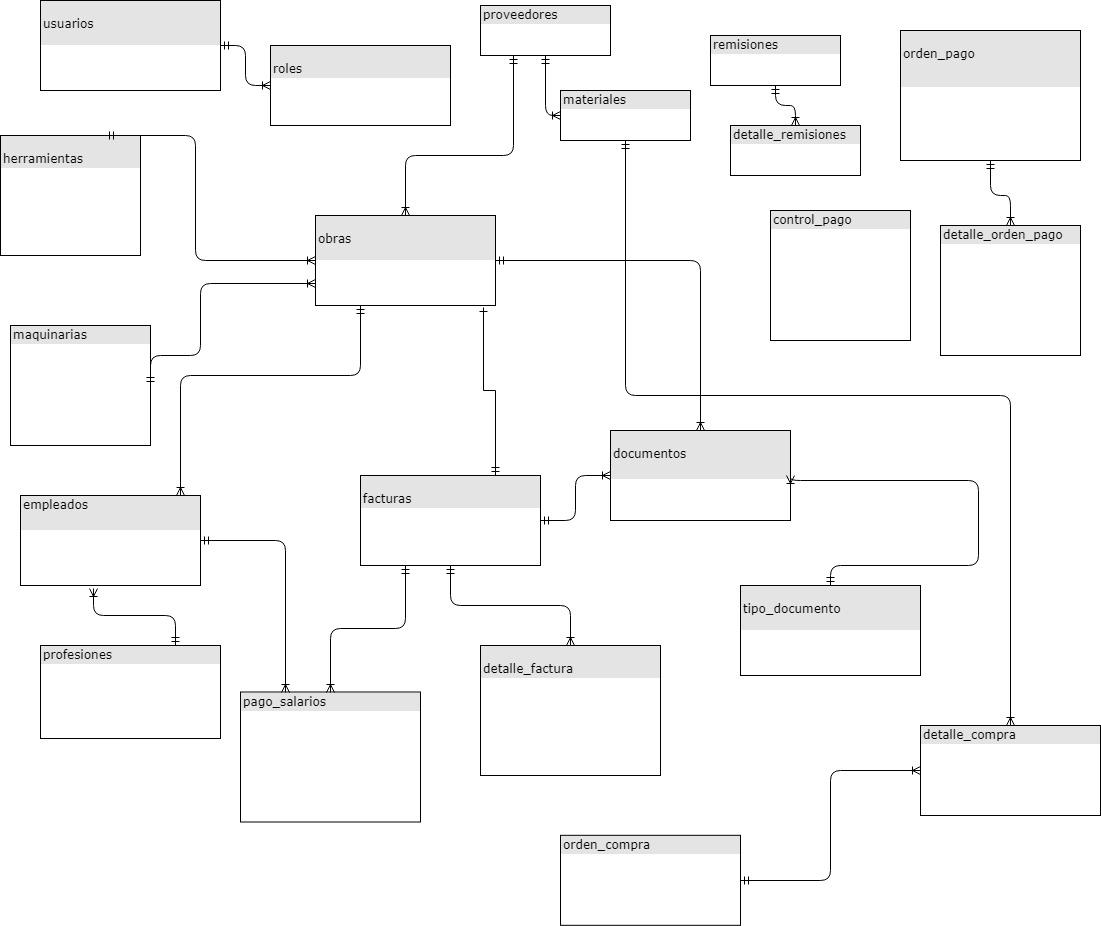 usuarios
proveedores
remisiones
orden_pago
roles
materiales
detalle_remisiones
herramientas
control_pago
obras
detalle_orden_pago
maquinarias
documentos
empleados
facturas
tipo_documento
profesiones
detalle_factura
pago_salarios
detalle_compra
orden_compra